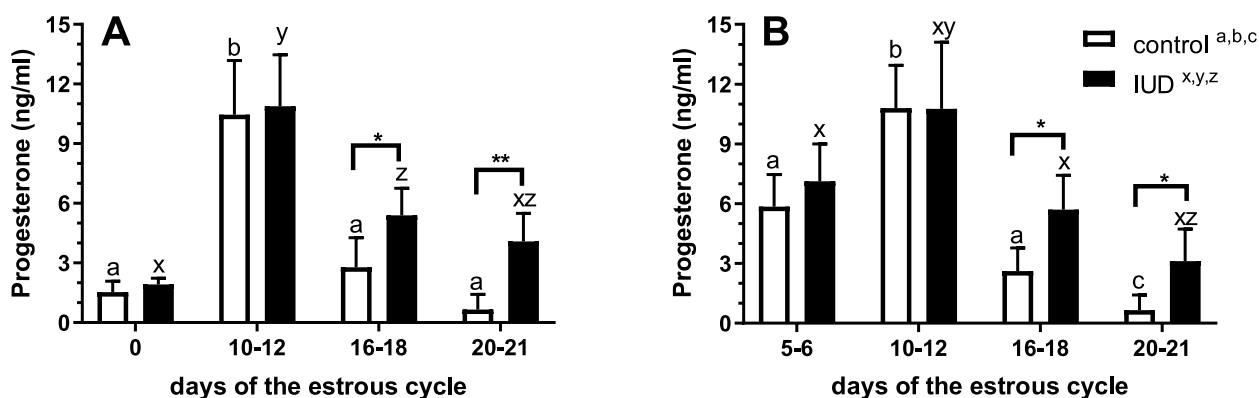 A
Progesterone (ng/ml)
15
12
9
6
3
0
a
x
b
y
*
a
z
**
a
xz
0
10-12
16-18
20-21
days of the estrous cycle
B
Progesterone (ng/ml)
15
12
9
6
3
0
a
x
b
xy
*
a
x
*
c
xz
5-6
10-12
16-18
20-21
days of the estrous cycle
control a,b,c
IUD x,y,z